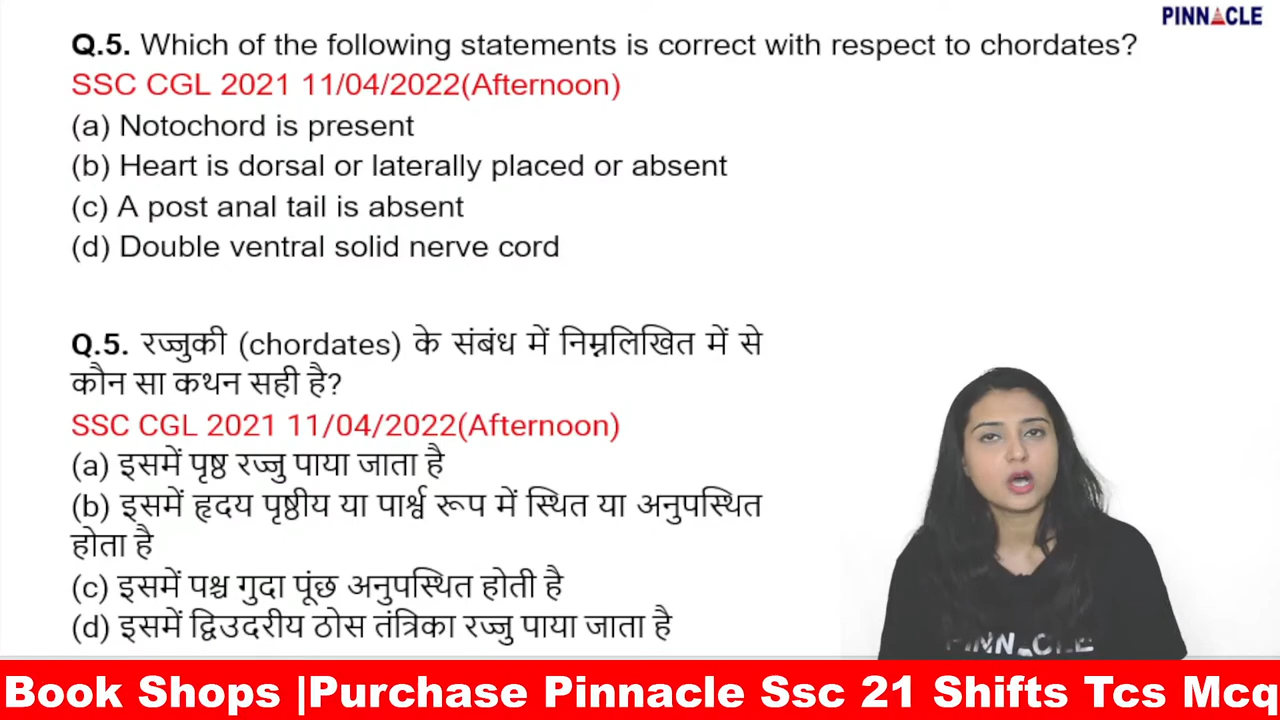 PINNACLE
Q.5. Which of the following statements is correct with respect to chordates?
SSC CGL 2021 11/04/2022(Afternoon)
(a) Notochord is present
(b) Heart is dorsal or laterally placed or absent
(c) A post anal tail is absent
(d) Double ventral solid nerve cord
Q.5. रज्जुकी (chordates) के संबंध में निम्नलिखित में से
कौन सा कथन सही है?
SSC CGL 2021 11/04/2022(Afternoon)
(a) इसमें पृष्ठ रज्जु पाया जाता है
(b) इसमें हृदय पृष्ठीय या पार्श्व रूप में स्थित या अनुपस्थित
होता है
(c) इसमें पश्च गुदा पूंछ अनुपस्थित होती है
(d) इसमें द्विउदरीय ठोस तंत्रिका रज्जु पाया जाता है
PINNACLE
Book Shops |Purchase Pinnacle Ssc 21 Shifts Tcs Mcq